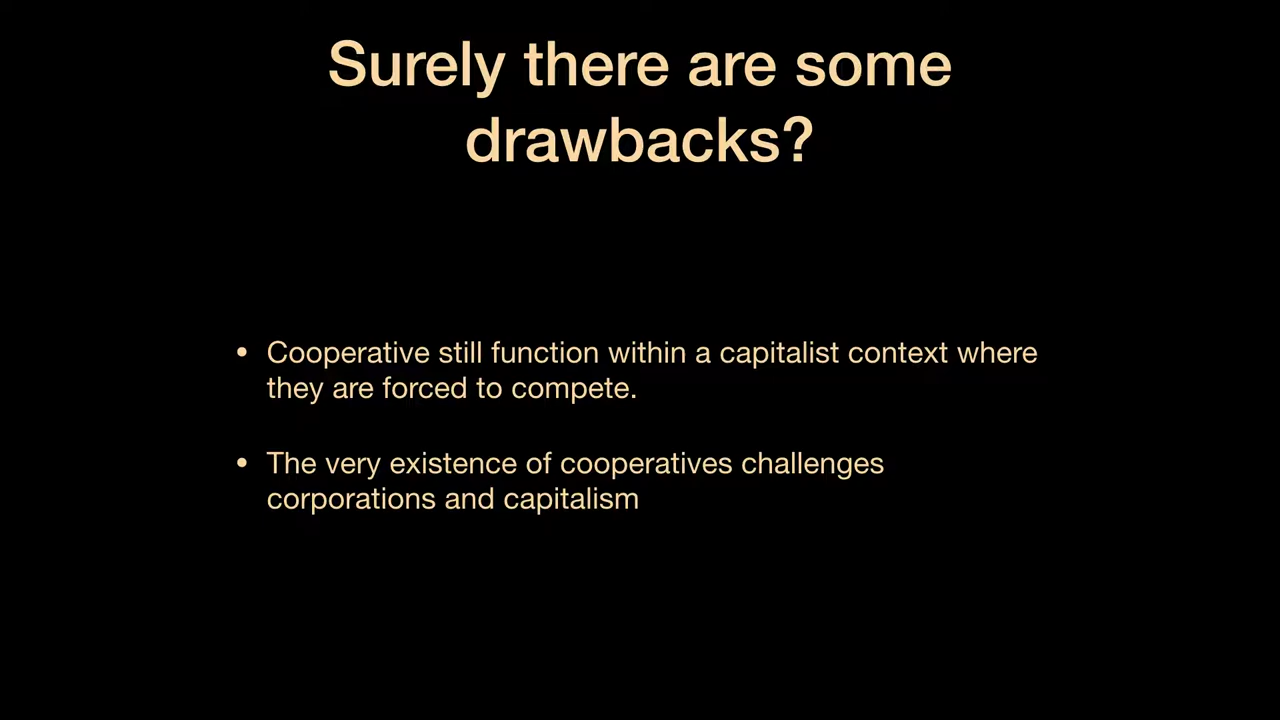 Surely there are some
drawbacks?
• Cooperative still function within a capitalist context where
they are forced to compete.
• The very existence of cooperatives challenges
corporations and capitalism